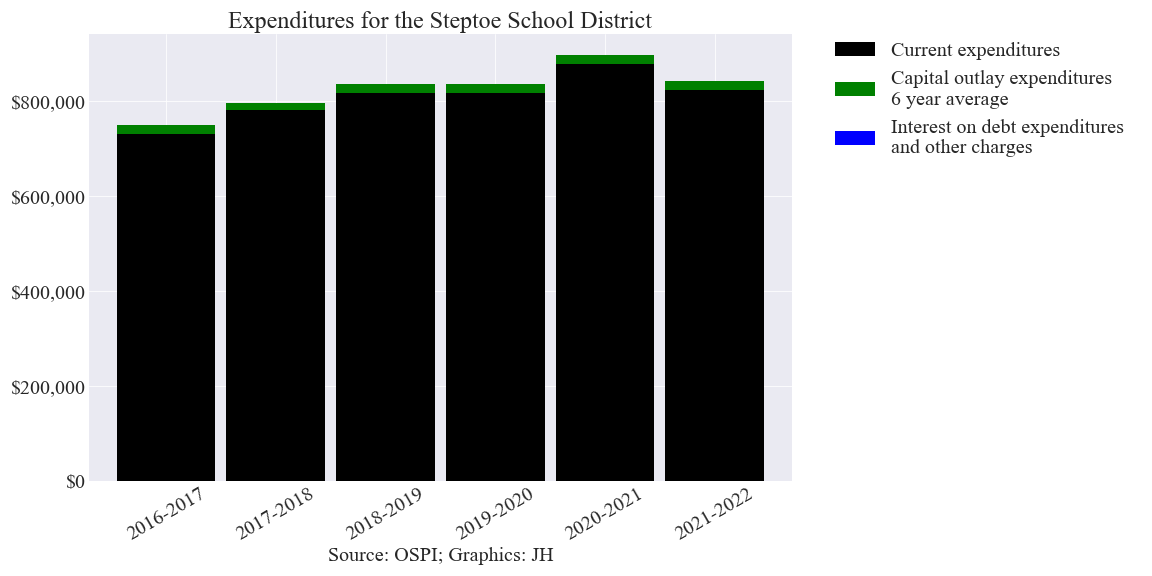 Expenditures for the Steptoe School District
Current expenditures
Capital outlay expenditures
6 year average
Interest on debt expenditures
and other charges
$800,000
$600,000
$400,000
$200,000
$0
2016-2017
2017-2018
2018-2019
2019-2020
2020-2021
2021-2022
Source: OSPI; Graphics: JH